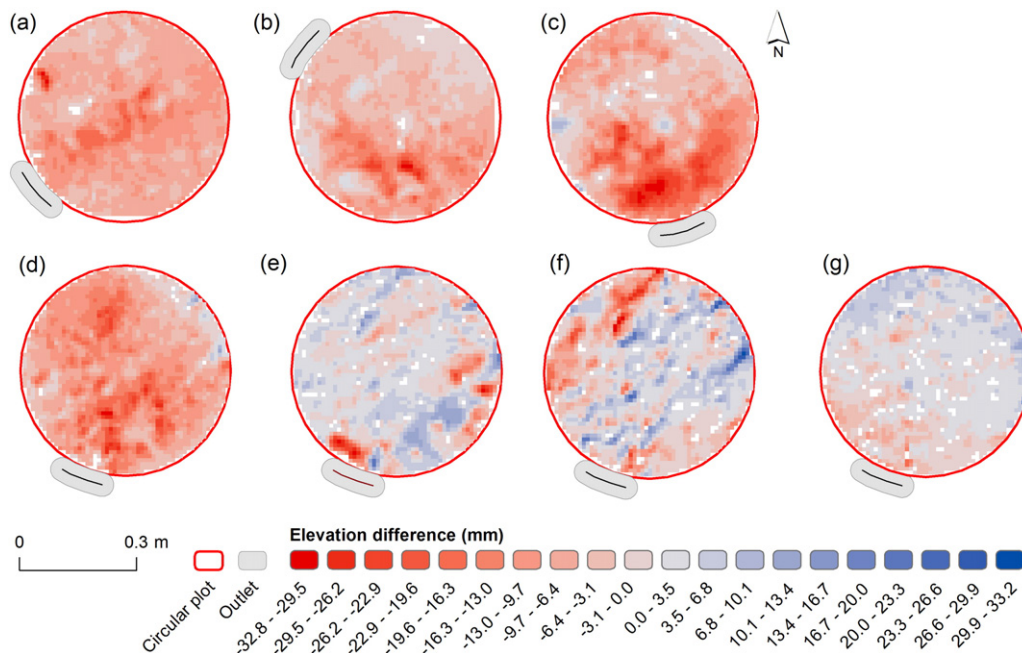 (a)
(b)
(c)
N
(d)
(e)
(f)
(g)
0 0.3 m
Elevation difference (mm)
Circular plot
Outlet
-32.8 - -29.5
-29.5 - -26.2
-26.2 - -22.9
-22.9 - -19.6
-19.6 - -16.3
-16.3 - -13.0
-13.0 - -9.7
-9.7 - -6.4
-6.4 - -3.1
-3.1 - 0.0
0.0 - 3.5
3.5 - 6.8
6.8 - 10.1
10.1 - 13.4
13.4 - 16.7
16.7 - 20.0
20.0 - 23.3
23.3 - 26.6
26.6 - 29.9
29.9 - 33.2